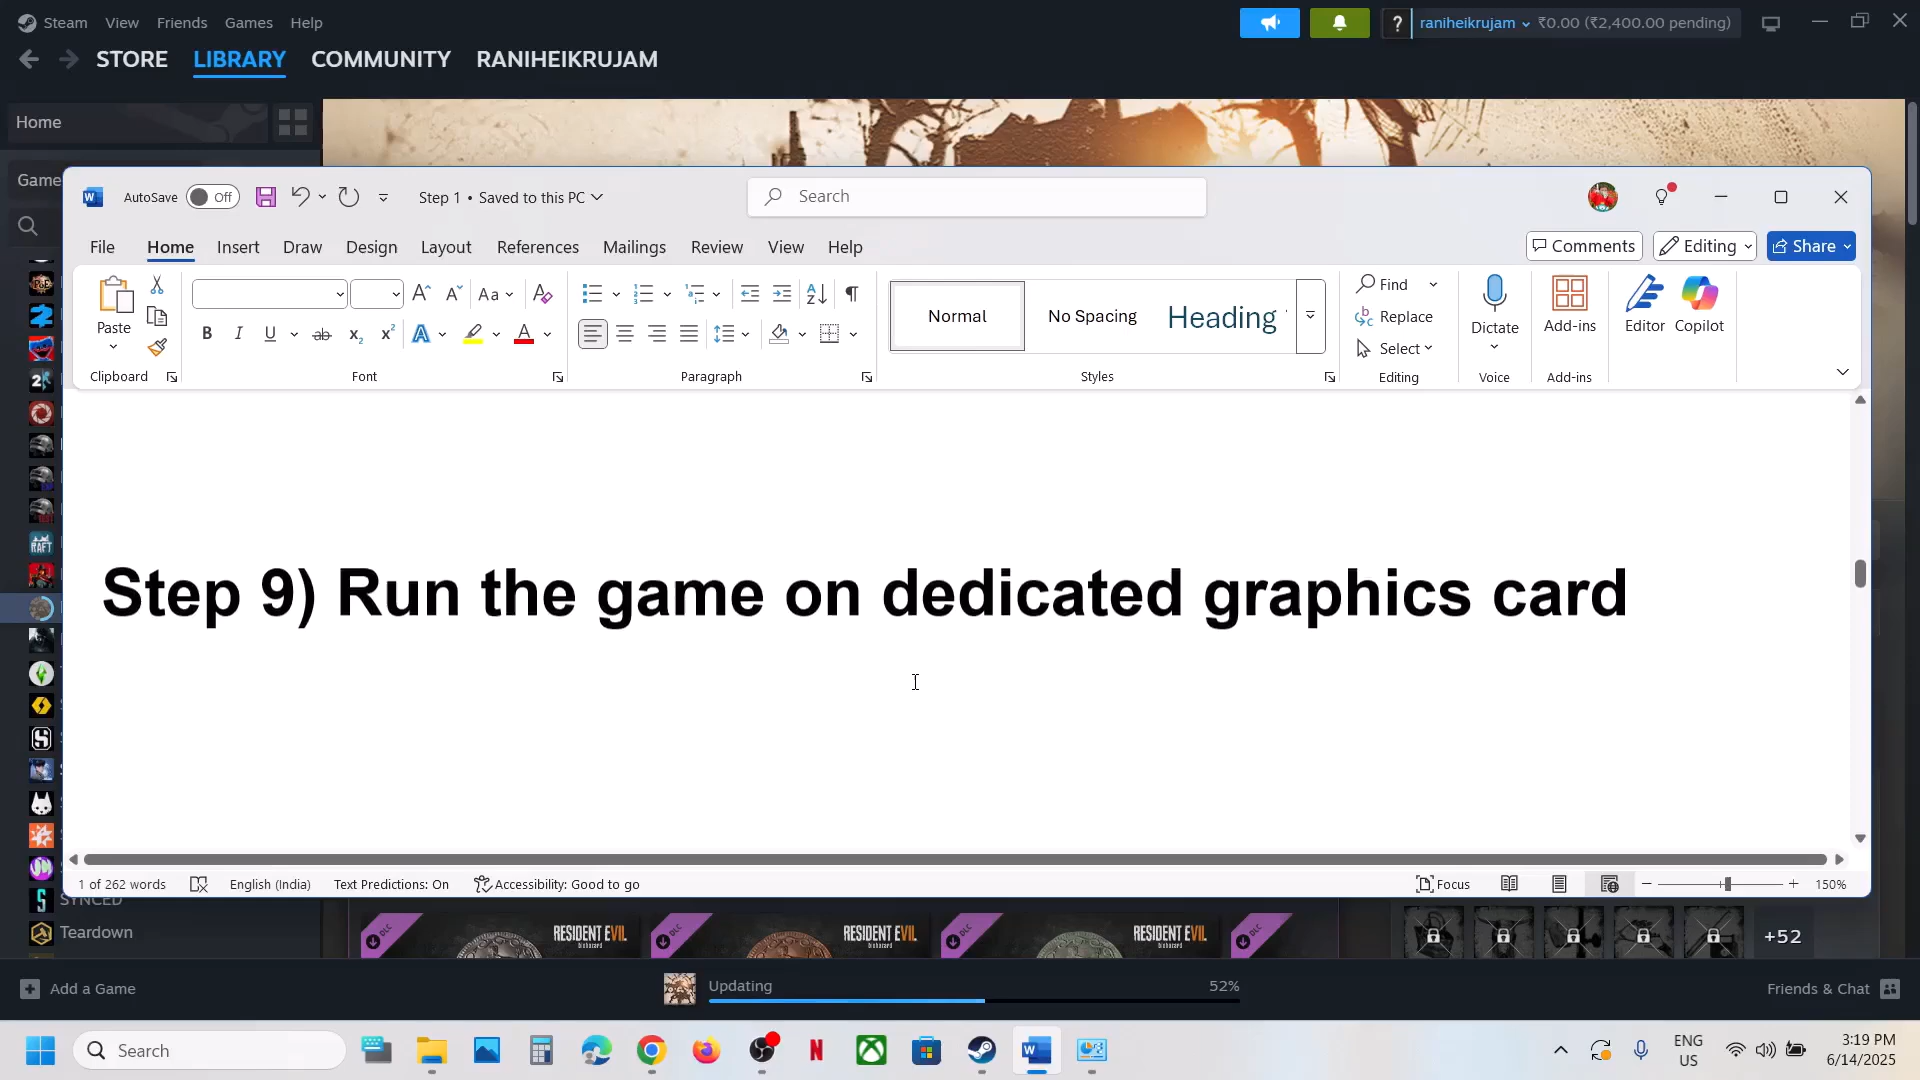 Steam View Friends Games Help
raniheikrujam ₹0.00 (₹2,400.00 pending)
STORE LIBRARY COMMUNITY RANIHEIKRUJAM
Home
AutoSave Off Step 1 • Saved to this PC Search
File Home Insert Draw Design Layout References Mailings Review View Help Comments Editing Share
Paste
Clipboard
Font
Paragraph
Normal No Spacing Heading
Styles
Find
Replace
Select
Editing
Dictate
Voice
Add-ins
Add-ins
Editor
Copilot
Step 9) Run the game on dedicated graphics card
1 of 262 words English (India) Text Predictions: On Accessibility: Good to go Focus 150%
SYNCED
Teardown
RESIDENT EVIL RESIDENT EVIL RESIDENT EVIL
+52
Add a Game Updating 52% Friends & Chat
Search
ENG
US
3:19 PM
6/14/2025